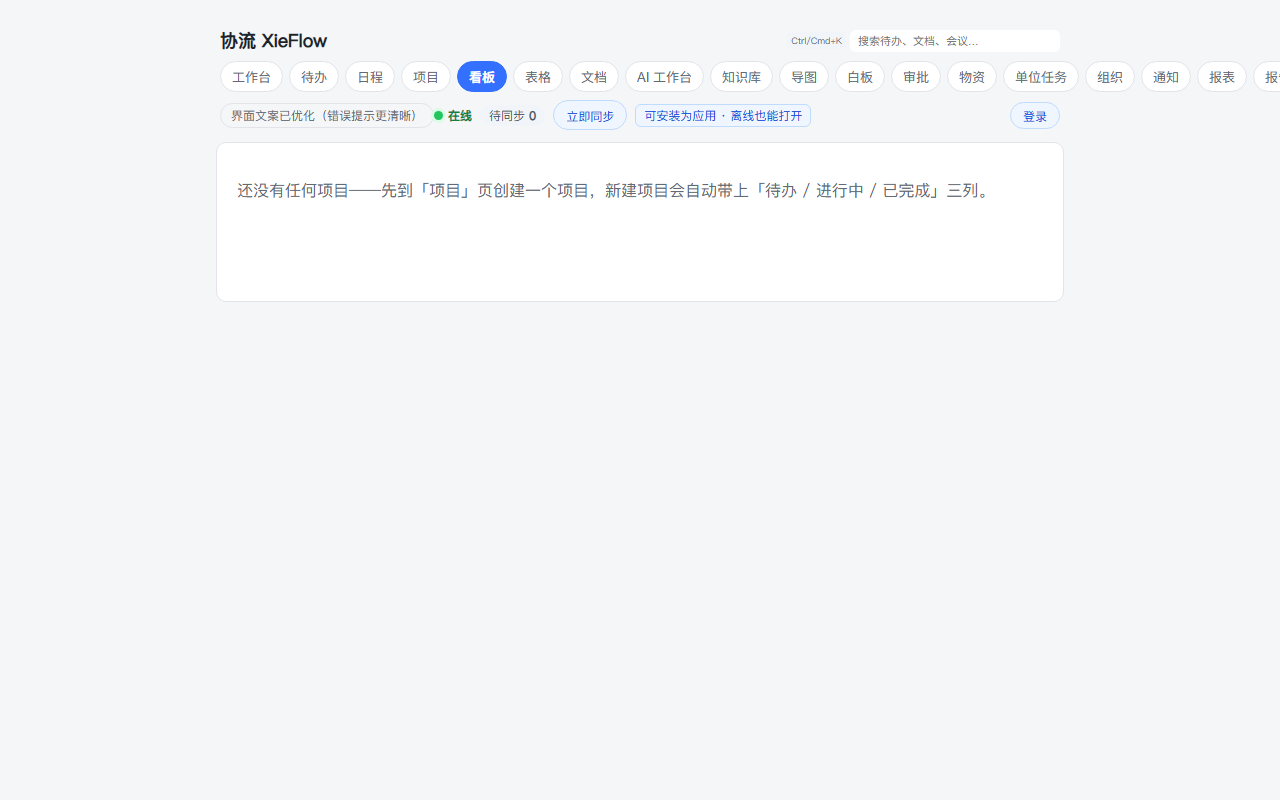 协流 XieFlow
Ctrl/Cmd+K
搜索待办、文档、会议...
工作台 待办 日程 项目 看板 表格 文档 AI 工作台 知识库 导图 白板 审批 物资 单位任务 组织 通知 报表
界面文案已优化（错误提示更清晰） 在线 待同步 0 立即同步 可安装为应用 · 离线也能打开 登录
还没有任何项目——先到「项目」页创建一个项目，新建项目会自动带上「待办 / 进行中 / 已完成」三列。